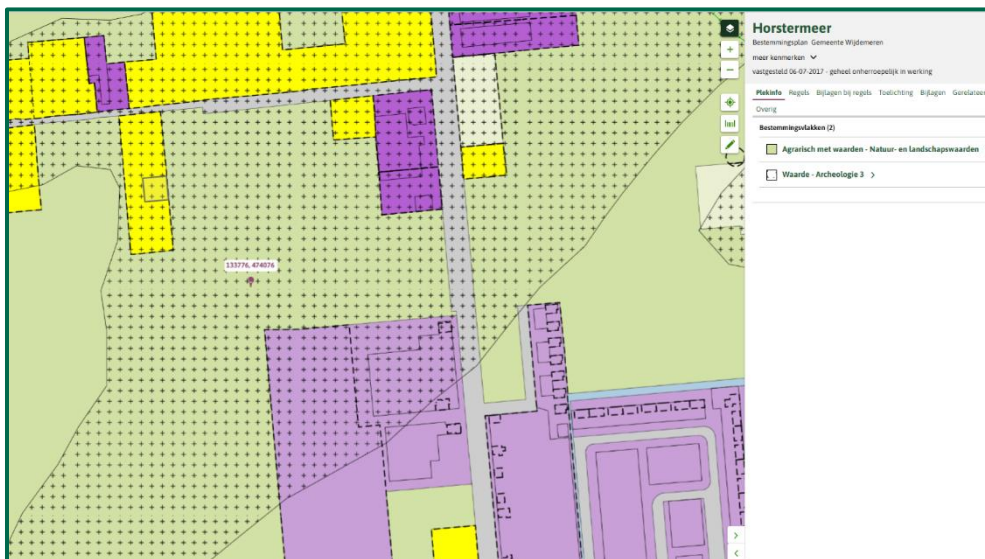 133776, 474076
Horstermeer
Bestemmingsplan Gemeente Wijdemeren
meer kenmerken
vastgesteld 06-07-2017 - geheel onherroepelijk in werking
Plekinfo Regels Bijlagen bij regels Toelichting Bijlagen Gerelateer
Overig
Bestemmingsvlakken (2)
Agrarisch met waarden - Natuur- en landschapswaarden
Waarde - Archeologie 3 >